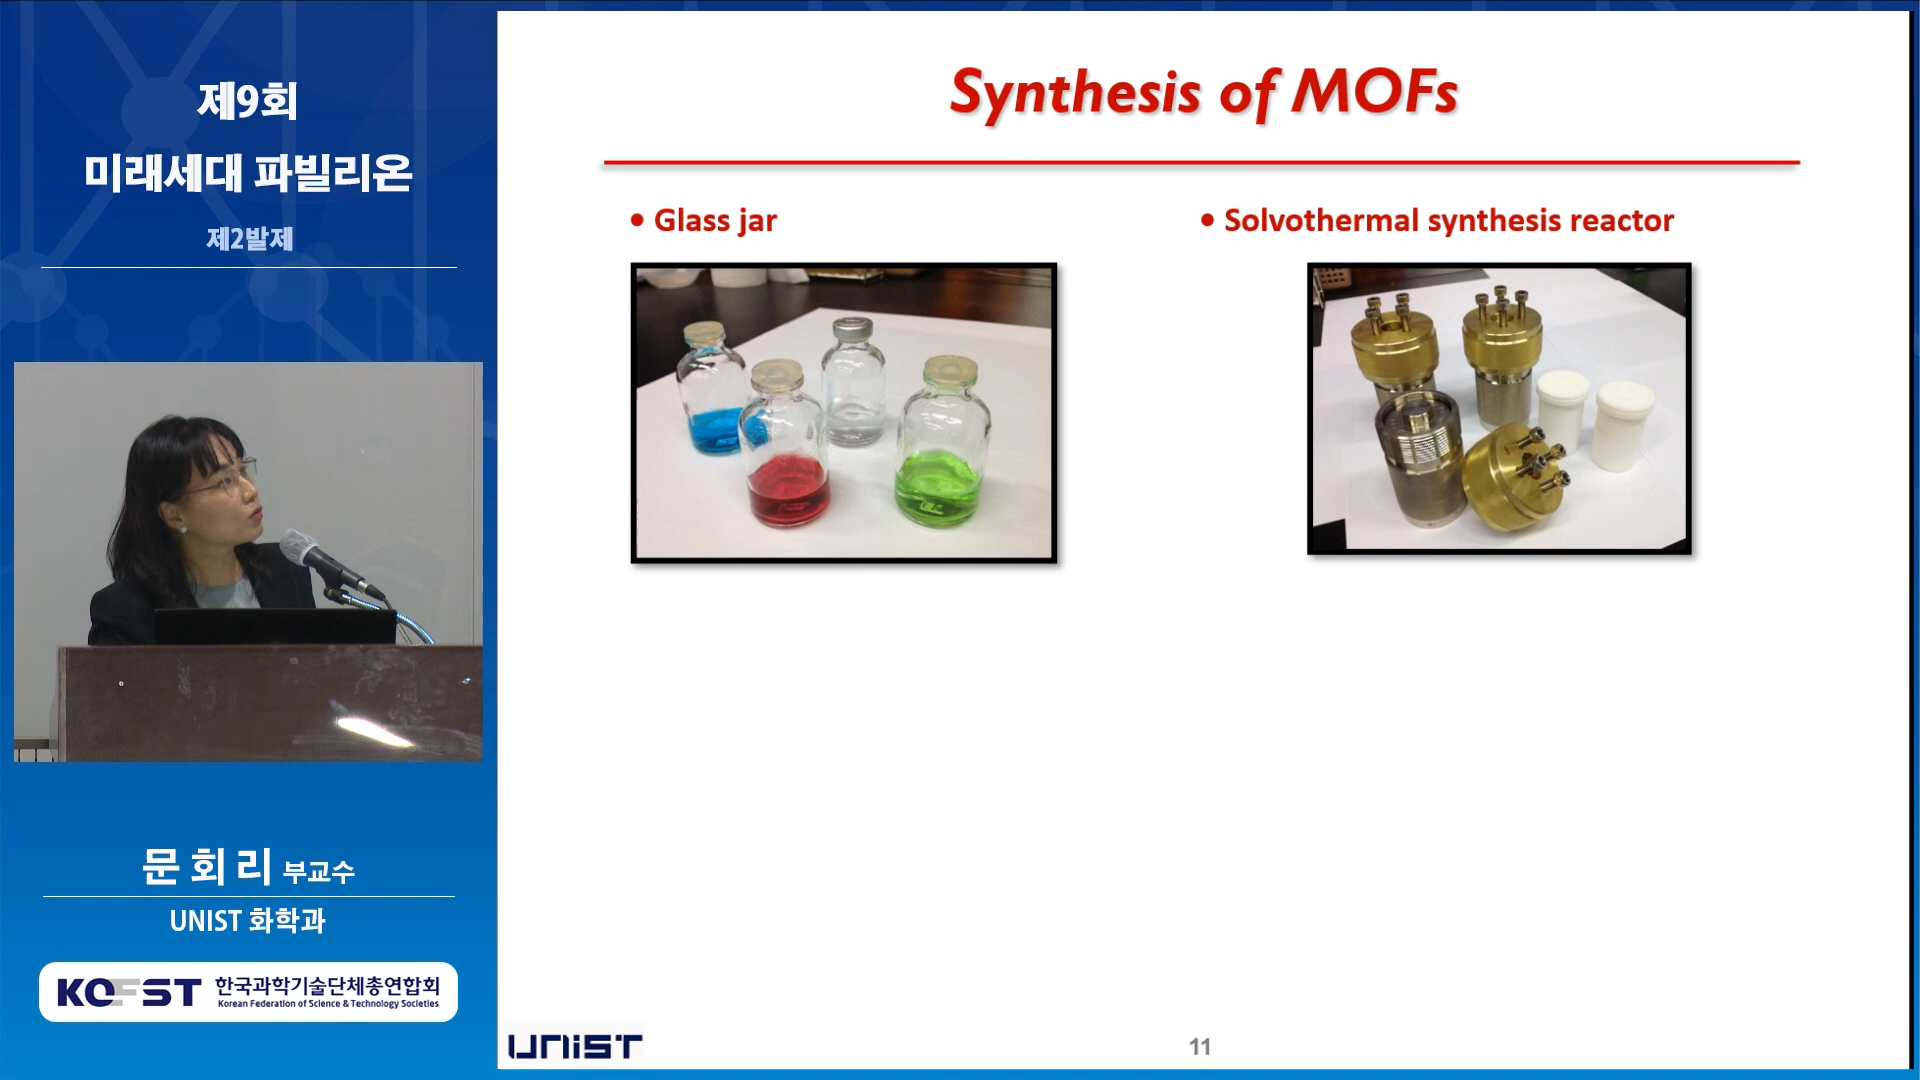 제9회
미래세대 파빌리온
제2발제
문 회 리 부교수
UNIST 화학과
KOFST 한국과학기술단체총연합회
Korean Federation of Science & Technology Societies
Synthesis of MOFs
• Glass jar
• Solvothermal synthesis reactor
UNIST
11